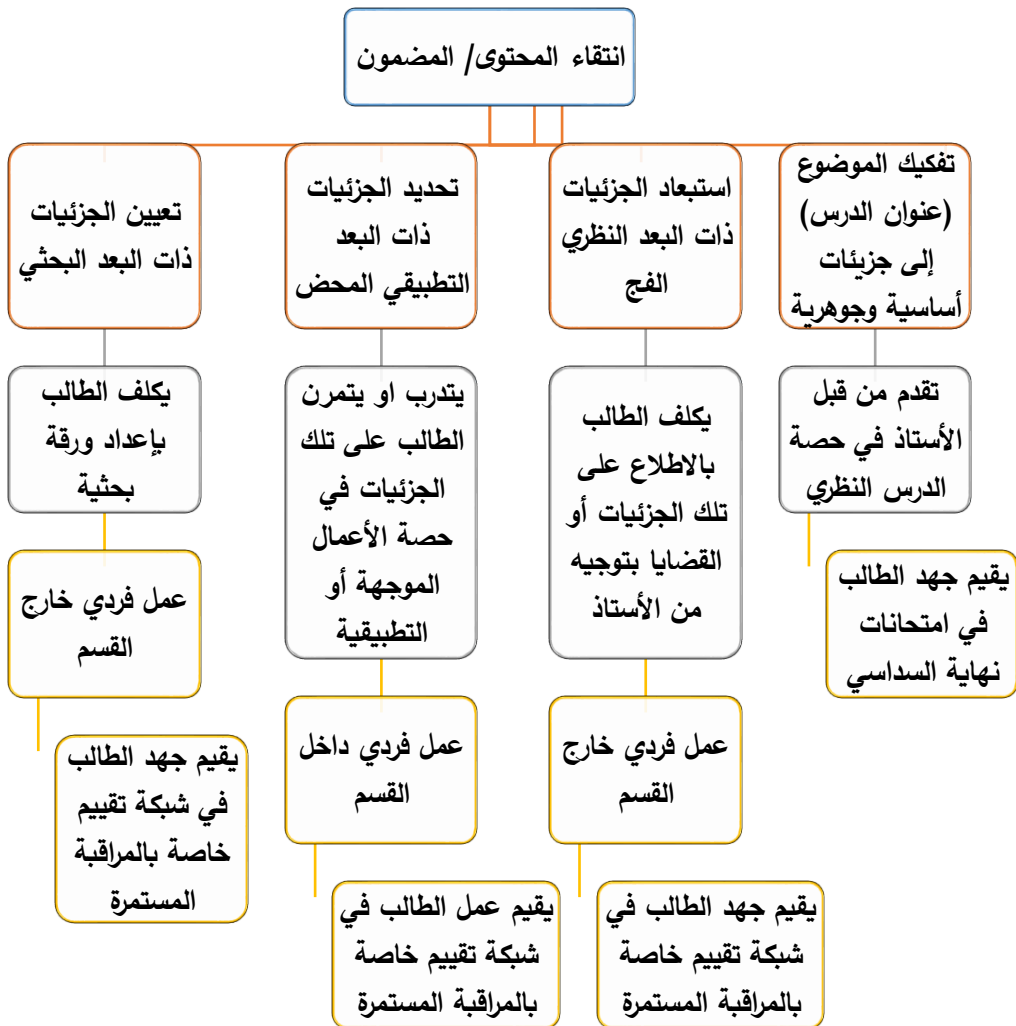 انتقاء المحتوى/ المضمون
تفكيك الموضوع
(عنوان الدرس)
إلى جزيئات
أساسية وجوهرية
استبعاد الجزئيات
ذات البعد النظري
الفج
تحديد الجزئيات
ذات البعد
التطبيقي المحض
تعيين الجزئيات
ذات البعد البحثي
تقدم من قبل
الأستاذ في حصة
الدرس النظري
يكلف الطالب
بالاطلاع على
تلك الجزئيات أو
القضايا بتوجيه
من الأستاذ
يتدرب او يتمرن
الطالب على تلك
الجزئيات في
حصة الأعمال
الموجهة أو
التطبيقية
يكلف الطالب
بإعداد ورقة
بحثية
يقيم جهد الطالب
في امتحانات
نهاية السداسي
عمل فردي خارج
القسم
عمل فردي داخل
القسم
عمل فردي خارج
القسم
يقيم جهد الطالب في
شبكة تقييم خاصة
بالمراقبة المستمرة
يقيم عمل الطالب في
شبكة تقييم خاصة
بالمراقبة المستمرة
يقيم جهد الطالب
في شبكة تقييم
خاصة بالمراقبة
المستمرة